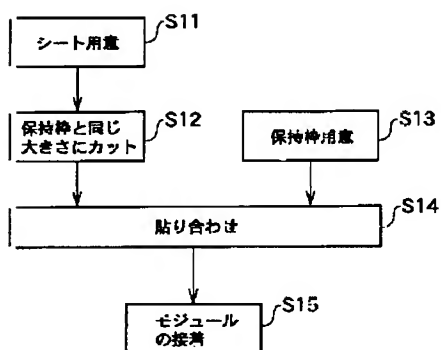 シート用意
S11
保持枠と同じ
大きさにカット
S12
保持枠用意
S13
貼り合わせ
S14
モジュール
の接着
S15